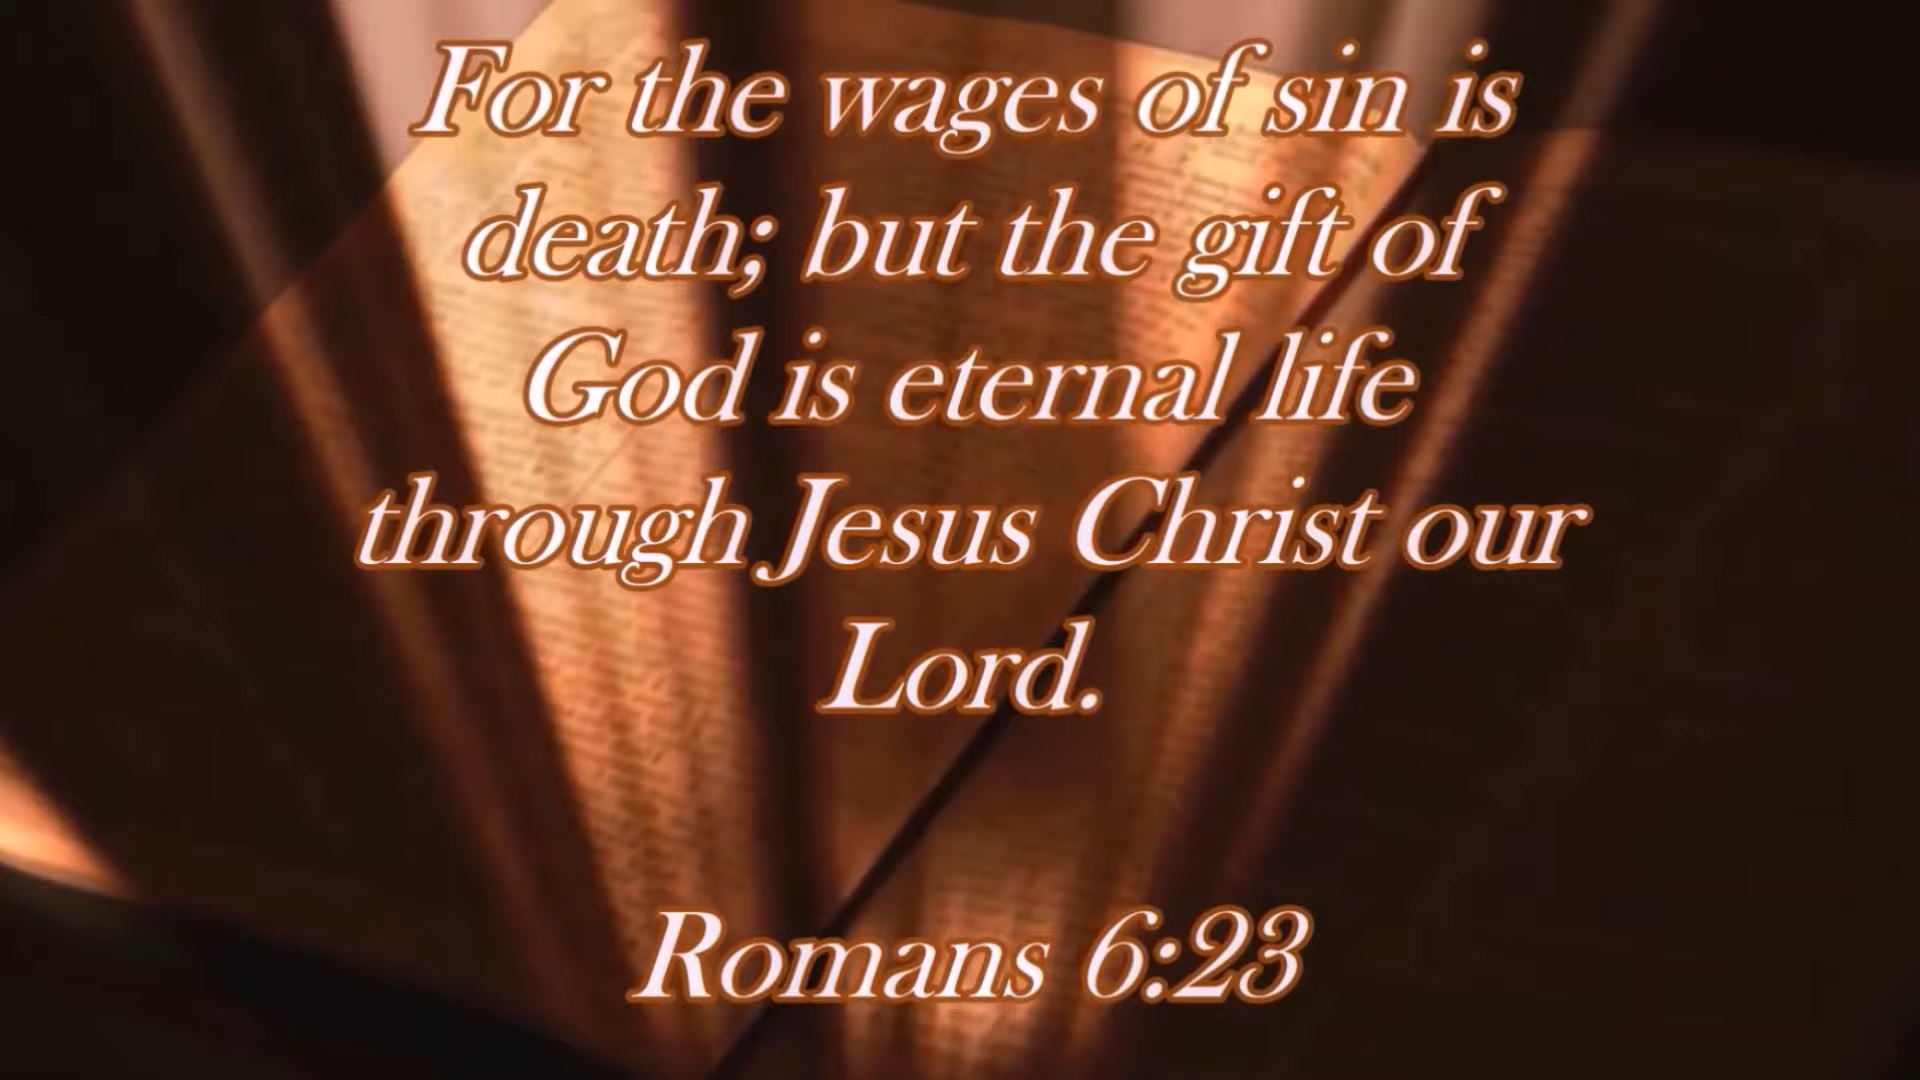 For the wages of sin is
death; but the gift of
God is eternal life
through Jesus Christ our
Lord.
Romans 6:23